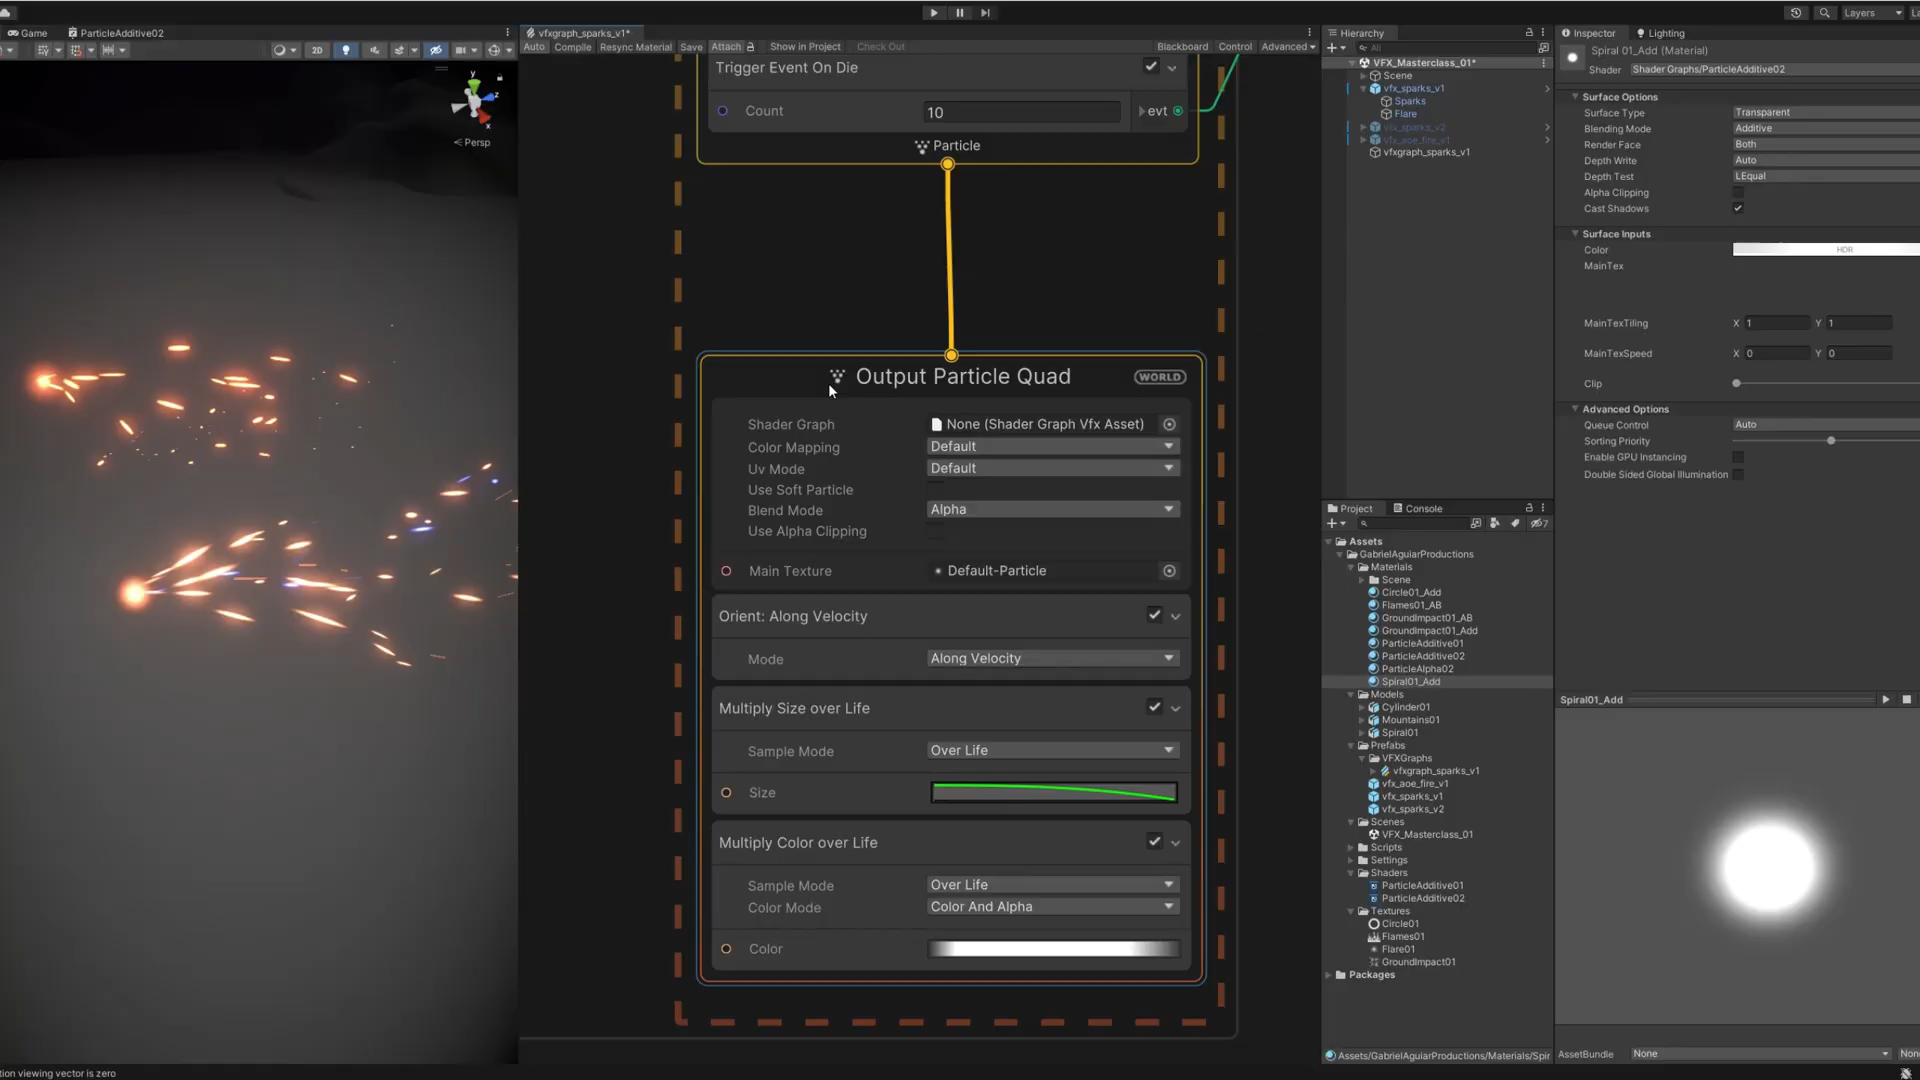 Layers
La
Game
ParticleAdditive02
2D
y
z
x
Persp
vfxgraph_sparks_v1*
Auto
Compile
Resync Material
Save
Attach
Show in Project
Check Out
Blackboard
Control
Advanced
Trigger Event On Die
Count
10
evt
Particle
Output Particle Quad
WORLD
Shader Graph
None (Shader Graph Vfx Asset)
Color Mapping
Default
Uv Mode
Default
Use Soft Particle
Blend Mode
Alpha
Use Alpha Clipping
Main Texture
Default-Particle
Orient: Along Velocity
Mode
Along Velocity
Multiply Size over Life
Sample Mode
Over Life
Size
Multiply Color over Life
Sample Mode
Over Life
Color Mode
Color And Alpha
Color
Hierarchy
All
VFX_Masterclass_01*
Scene
vfx_sparks_v1
Sparks
Flare
vfx_sparks_v2
vfx_aoe_fire_v1
vfxgraph_sparks_v1
Project
Console
7
Assets
GabrielAguiarProductions
Materials
Scene
Circle01_Add
Flames01_AB
GroundImpact01_AB
GroundImpact01_Add
ParticleAdditive01
ParticleAdditive02
ParticleAlpha02
Spiral01_Add
Models
Cylinder01
Mountains01
Spiral01
Prefabs
VFXGraphs
vfxgraph_sparks_v1
vfx_aoe_fire_v1
vfx_sparks_v1
vfx_sparks_v2
Scenes
VFX_Masterclass_01
Scripts
Settings
Shaders
ParticleAdditive01
ParticleAdditive02
Textures
Circle01
Flames01
Flare01
GroundImpact01
Packages
Assets/GabrielAguiarProductions/Materials/Spir
Inspector
Lighting
Spiral 01_Add (Material)
Shader
Shader Graphs/ParticleAdditive02
Surface Options
Surface Type
Transparent
Blending Mode
Additive
Render Face
Both
Depth Write
Auto
Depth Test
LEqual
Alpha Clipping
Cast Shadows
Surface Inputs
Color
HDR
MainTex
MainTexTiling
X 1
Y 1
MainTexSpeed
X 0
Y 0
Clip
Advanced Options
Queue Control
Auto
Sorting Priority
Enable GPU Instancing
Double Sided Global Illumination
Spiral01_Add
AssetBundle
None
Non
tion viewing vector is zero